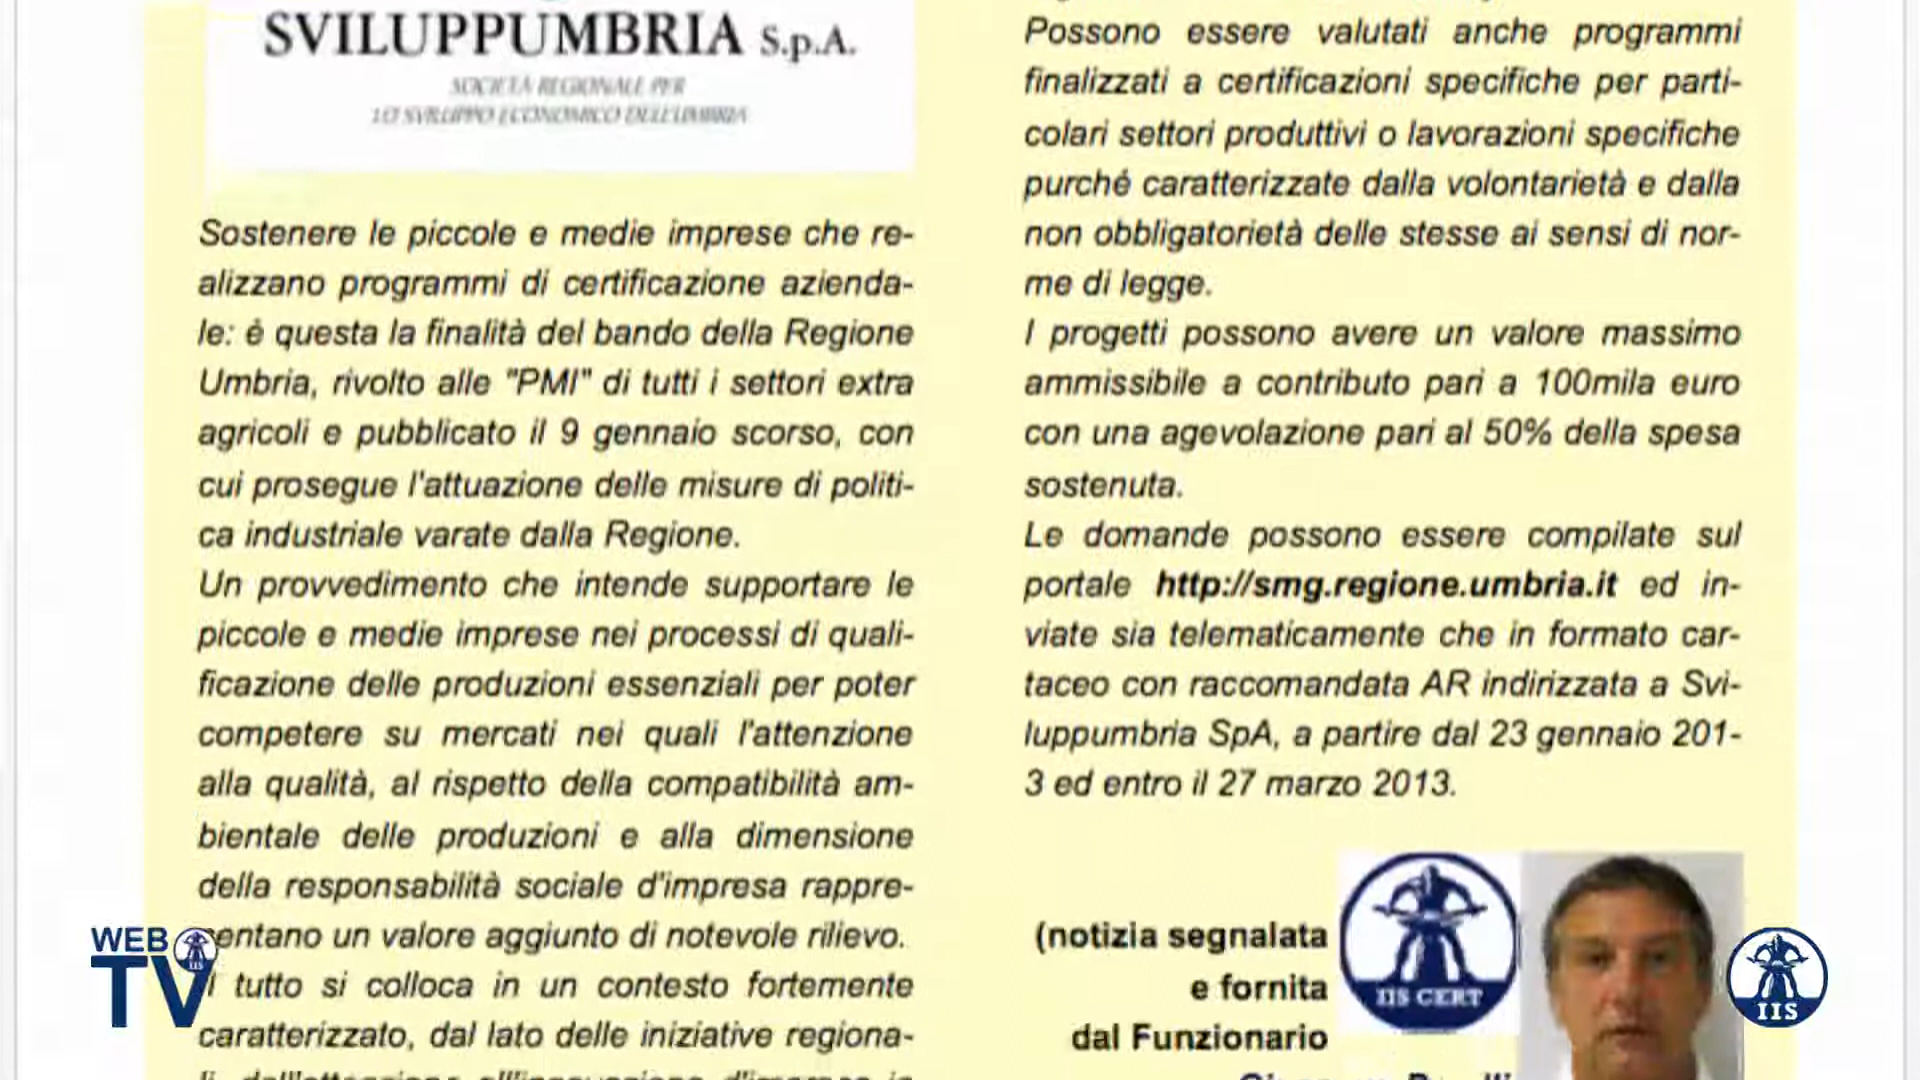 SVILUPPUMBRIA S.p.A.
SOCIETÀ REGIONALE PER
LO SVILUPPO ECONOMICO DELL'UMBRIA
Sostenere le piccole e medie imprese che re-
alizzano programmi di certificazione azienda-
le: è questa la finalità del bando della Regione
Umbria, rivolto alle "PMI" di tutti i settori extra
agricoli e pubblicato il 9 gennaio scorso, con
cui prosegue l'attuazione delle misure di politi-
ca industriale varate dalla Regione.
Un provvedimento che intende supportare le
piccole e medie imprese nei processi di quali-
ficazione delle produzioni essenziali per poter
competere su mercati nei quali l'attenzione
alla qualità, al rispetto della compatibilità am-
bientale delle produzioni e alla dimensione
della responsabilità sociale d'impresa rappre-
sentano un valore aggiunto di notevole rilievo.
Il tutto si colloca in un contesto fortemente
caratterizzato, dal lato delle iniziative regiona-
Possono essere valutati anche programmi
finalizzati a certificazioni specifiche per parti-
colari settori produttivi o lavorazioni specifiche
purché caratterizzate dalla volontarietà e dalla
non obbligatorietà delle stesse ai sensi di nor-
me di legge.
I progetti possono avere un valore massimo
ammissibile a contributo pari a 100mila euro
con una agevolazione pari al 50% della spesa
sostenuta.
Le domande possono essere compilate sul
portale http://smg.regione.umbria.it ed in-
viate sia telematicamente che in formato car-
taceo con raccomandata AR indirizzata a Svi-
luppumbria SpA, a partire dal 23 gennaio 201-
3 ed entro il 27 marzo 2013.
(notizia segnalata
e fornita
dal Funzionario
IIS CERT
WEB
TV
IIS
IIS